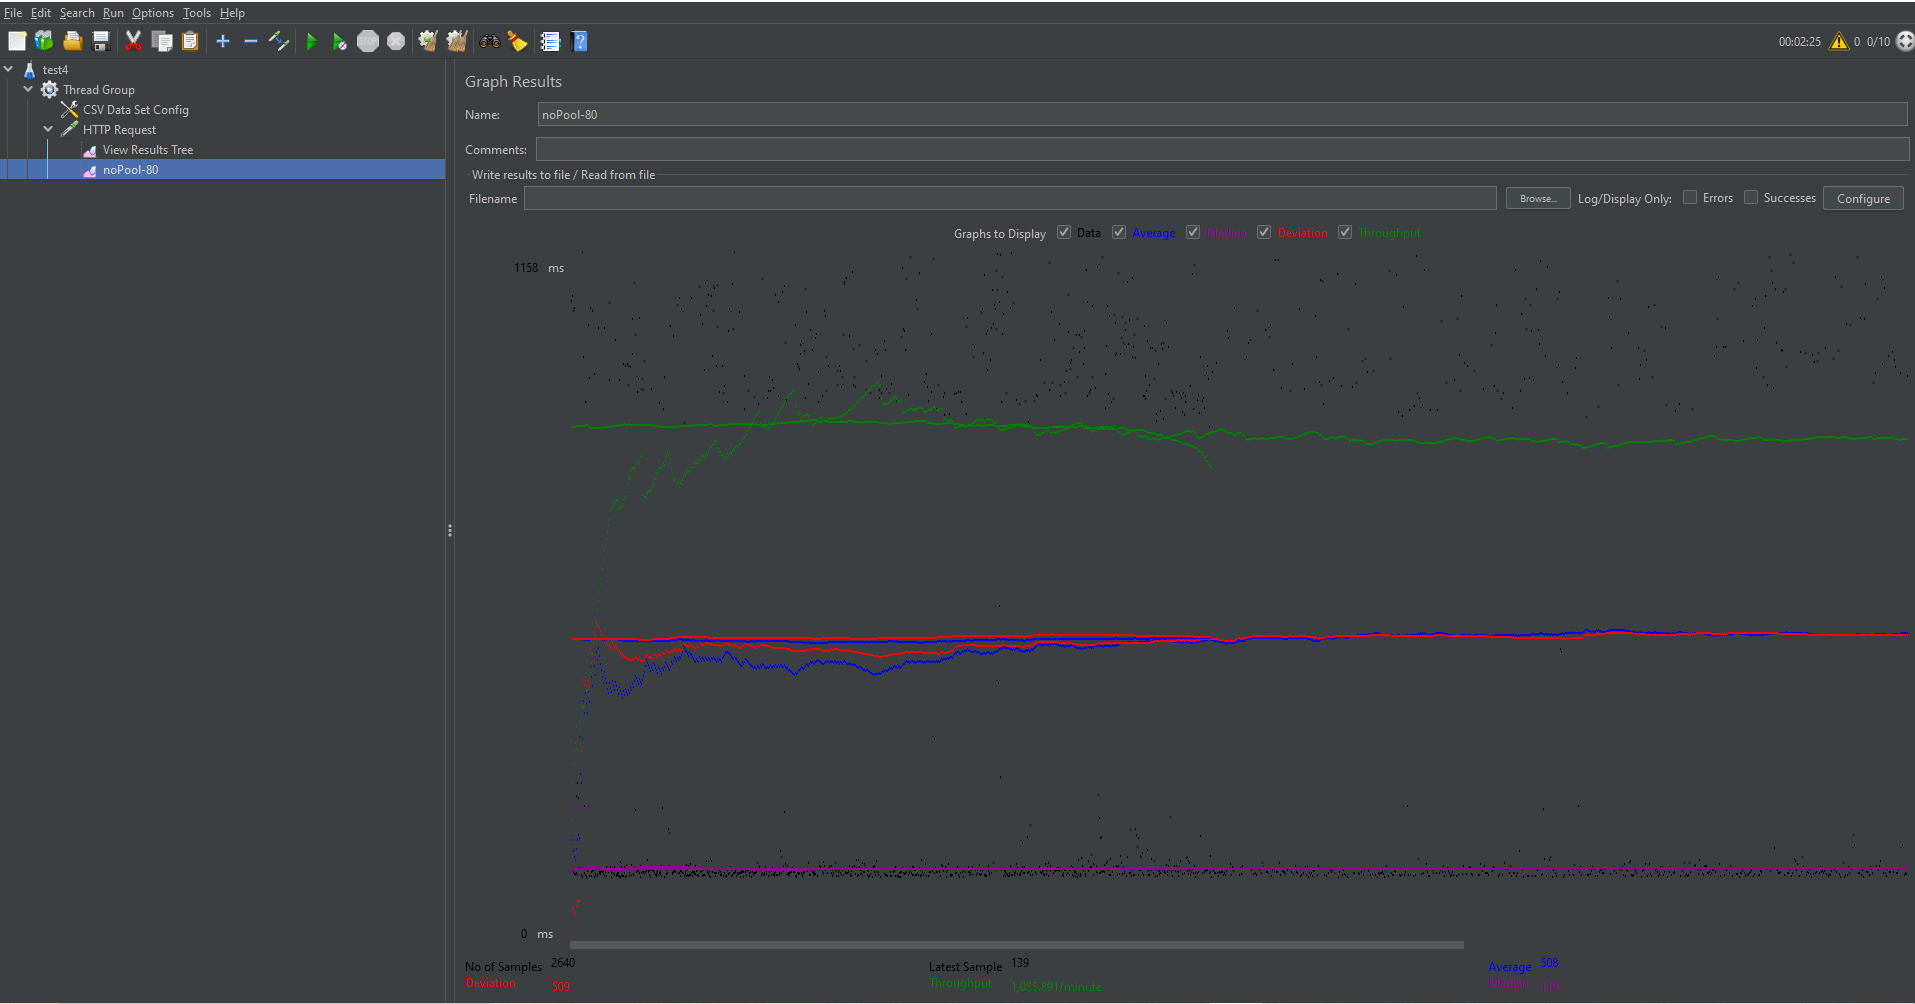 File Edit Search Run Options Tools Help
00:02:25 0 0/10
test4
Thread Group
CSV Data Set Config
HTTP Request
View Results Tree
noPool-80
Graph Results
Name: noPool-80
Comments:
Write results to file / Read from file
Filename Browse... Log/Display Only: Errors Successes Configure
Graphs to Display Data Average Median Deviation Throughput
1158 ms
0 ms
No of Samples 2640 Latest Sample 139 Average 508
Deviation 509 Throughput 1,085.891/minute Median